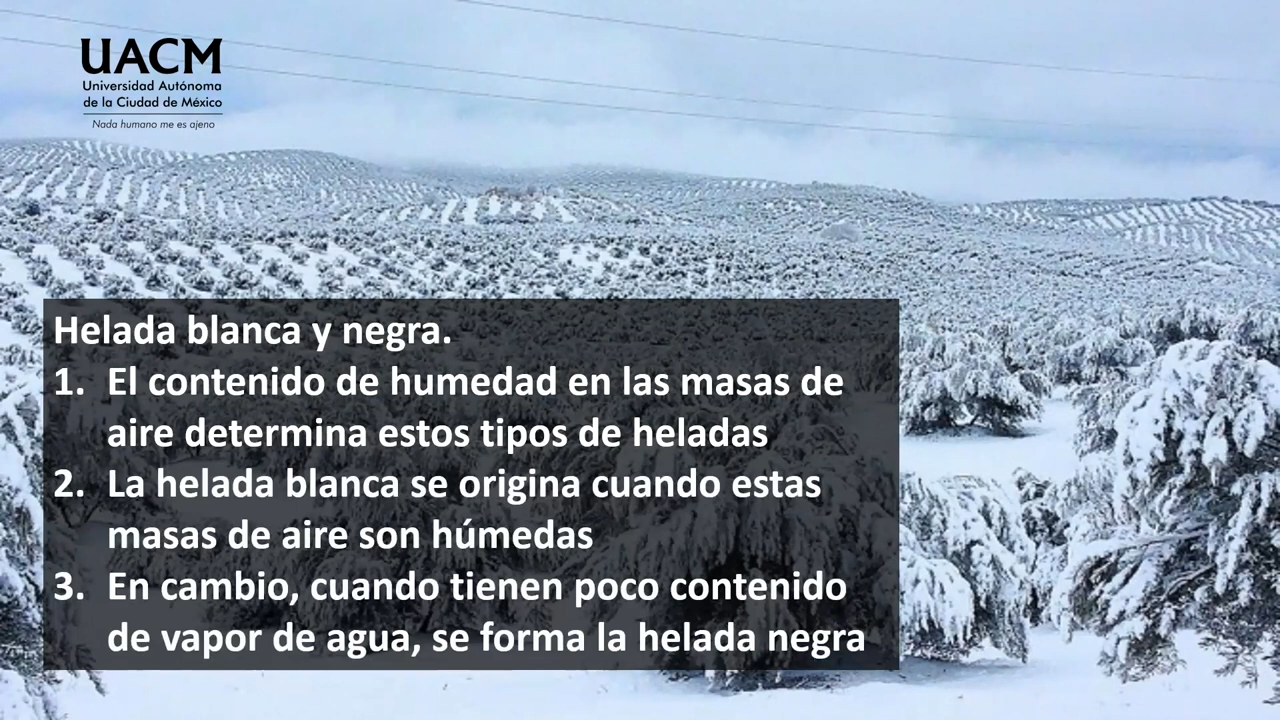 UACM
Universidad Autónoma
de la Ciudad de México
Nada humano me es ajeno
Helada blanca y negra.
1. El contenido de humedad en las masas de
aire determina estos tipos de heladas
2. La helada blanca se origina cuando estas
masas de aire son húmedas
3. En cambio, cuando tienen poco contenido
de vapor de agua, se forma la helada negra